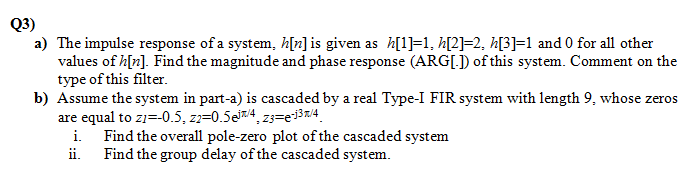 Q3)
a) The impulse response of a system, h[n] is given as h[1]=1, h[2]=2, h[3]=1 and 0 for all other
values of h[n]. Find the magnitude and phase response (ARG[.]) of this system. Comment on the
type of this filter.
b) Assume the system in part-a) is cascaded by a real Type-I FIR system with length 9, whose zeros
are equal to z1=-0.5, z2=0.5ejπ/4, z3=e-j3π/4.
i. Find the overall pole-zero plot of the cascaded system
ii. Find the group delay of the cascaded system.